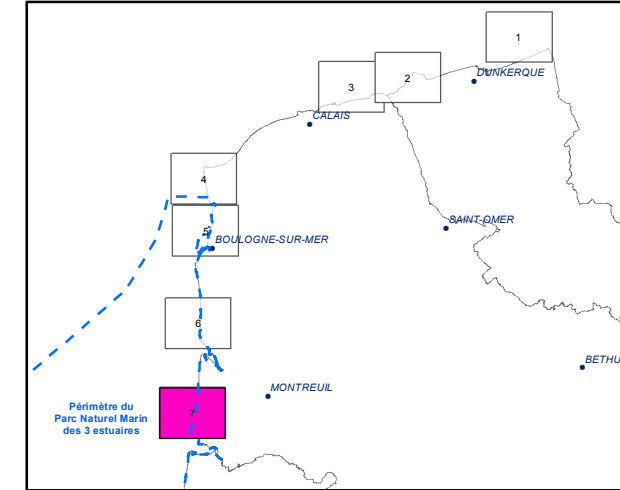 1
DUNKERQUE
2
3
CALAIS
4
SAINT-OMER
5
BOULOGNE-SUR-MER
6
BETHU
MONTREUIL
7
Périmètre du
Parc Naturel Marin
des 3 estuaires